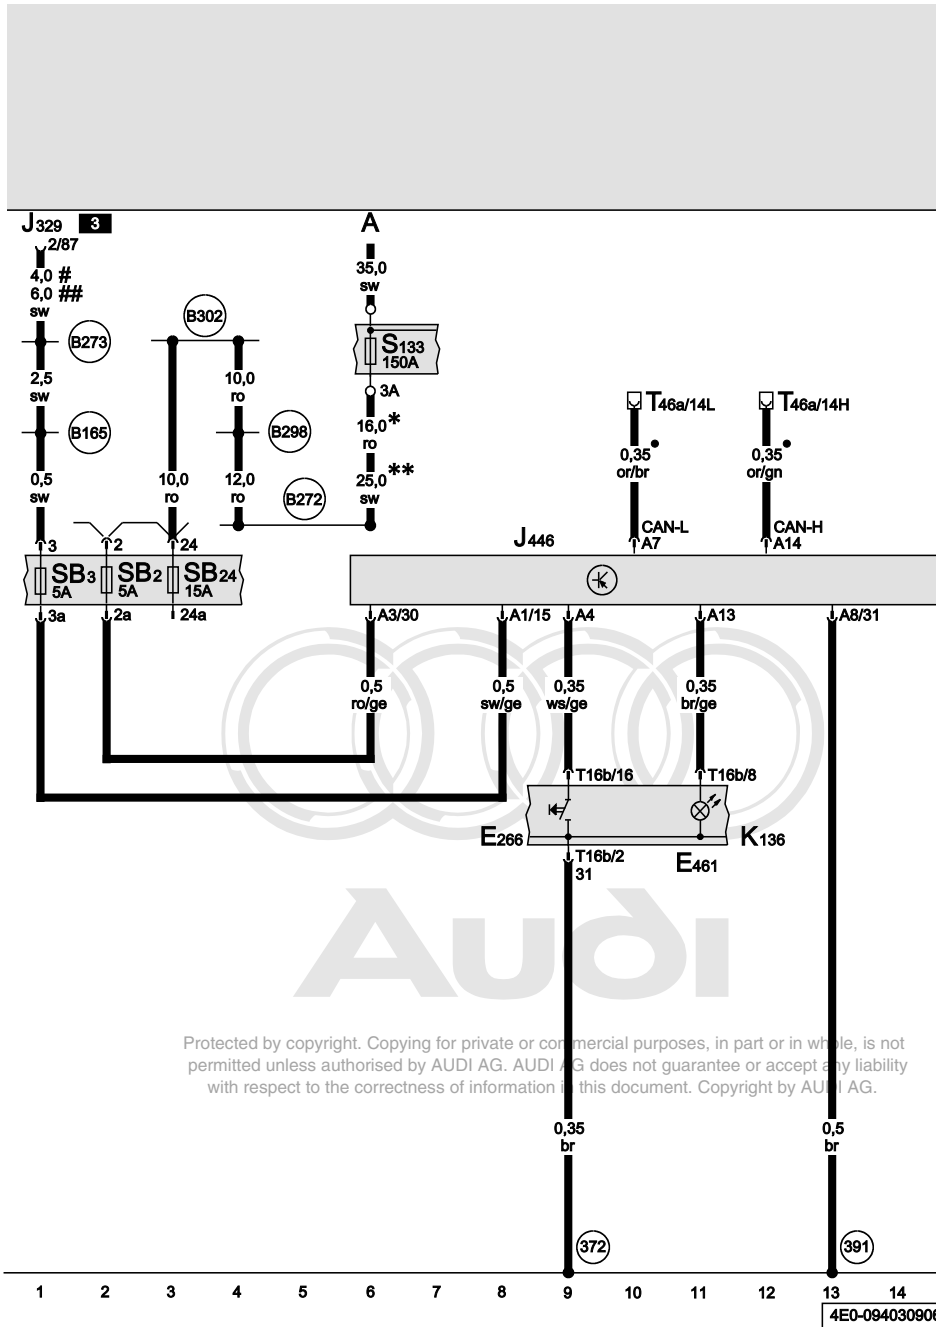 J329 3
A
2/87
4,0 #
6,0 ##
sw
35,0
sw
B302
B273
S133
150A
2,5
sw
10,0
ro
3A
T46a/14L
T46a/14H
16,0*
ro
B165
B298
0,35
or/br
0,35
or/gn
0,5
sw
10,0
ro
12,0
ro
B272
25,0**
sw
CAN-L
CAN-H
J446
3
2
24
A7
A14
SB3
5A
SB2
5A
SB24
15A
3a
2a
24a
A3/30
A1/15
A4
A13
A8/31
0,5
ro/ge
0,5
sw/ge
0,35
ws/ge
0,35
br/ge
T16b/16
T16b/8
E266
K136
T16b/2
31
E461
Audi
Protected by copyright. Copying for private or commercial purposes, in part or in whole, is not
permitted unless authorised by AUDI AG. AUDI AG does not guarantee or accept any liability
with respect to the correctness of information in this document. Copyright by AUDI AG.
0,35
br
0,5
br
372
391
1 2 3 4 5 6 7 8 9 10 11 12 13 14
4E0-094030906